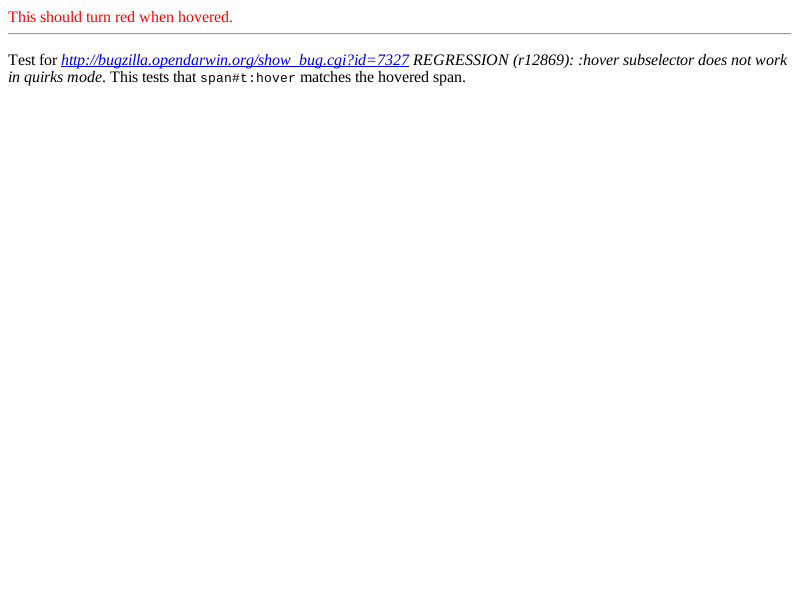 This should turn red when hovered.
Test for http://bugzilla.opendarwin.org/show_bug.cgi?id=7327 REGRESSION (r12869): :hover subselector does not work
in quirks mode. This tests that span#t:hover matches the hovered span.